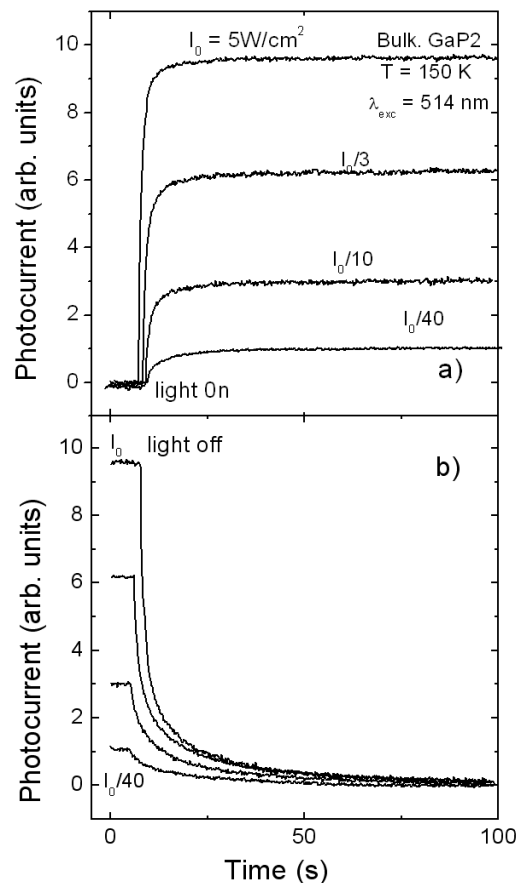 I₀ = 5W/cm²
Bulk. GaP2
T = 150 K
λexc = 514 nm
I₀/3
I₀/10
I₀/40
light 0n
a)
Photocurrent (arb. units)
10
8
6
4
2
0
I₀ light off
b)
I₀/40
Photocurrent (arb. units)
10
8
6
4
2
0
0 50 100
Time (s)